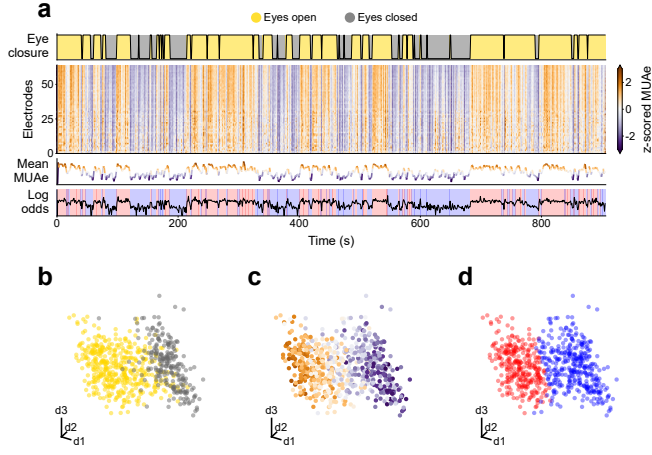 a
Eyes open
Eyes closed
Eye
closure
Electrodes
50
25
0
z-scored MUAe
2
0
−2
Mean
MUAe
Log
odds
0
200
400
600
800
Time (s)
b
c
d
d3
d2
d1
d3
d2
d1
d3
d2
d1